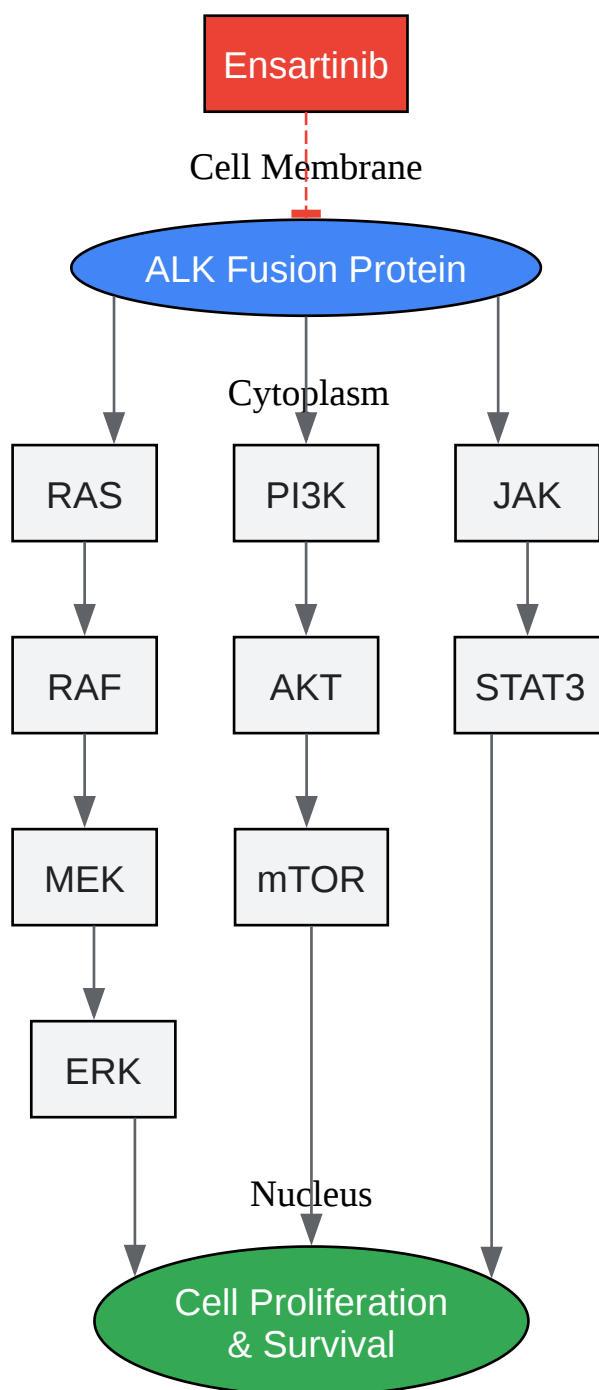 Ensartinib
Cell Membrane
ALK Fusion Protein
Cytoplasm
RAS
PI3K
JAK
RAF
AKT
STAT3
MEK
mTOR
ERK
Nucleus
Cell Proliferation
& Survival